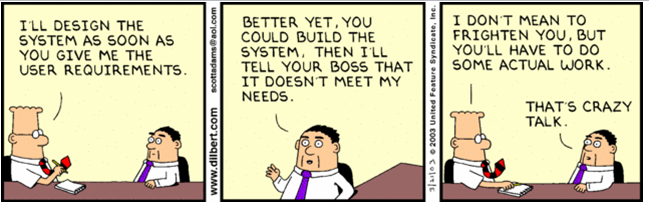 I'LL DESIGN THE
SYSTEM AS SOON AS
YOU GIVE ME THE
USER REQUIREMENTS.
www.dilbert.com
scottadams@aol.com
BETTER YET, YOU
COULD BUILD THE
SYSTEM, THEN I'LL
TELL YOUR BOSS THAT
IT DOESN'T MEET MY
NEEDS.
© 2003 United Feature Syndicate, Inc.
I DON'T MEAN TO
FRIGHTEN YOU, BUT
YOU'LL HAVE TO DO
SOME ACTUAL WORK.
THAT'S CRAZY
TALK.